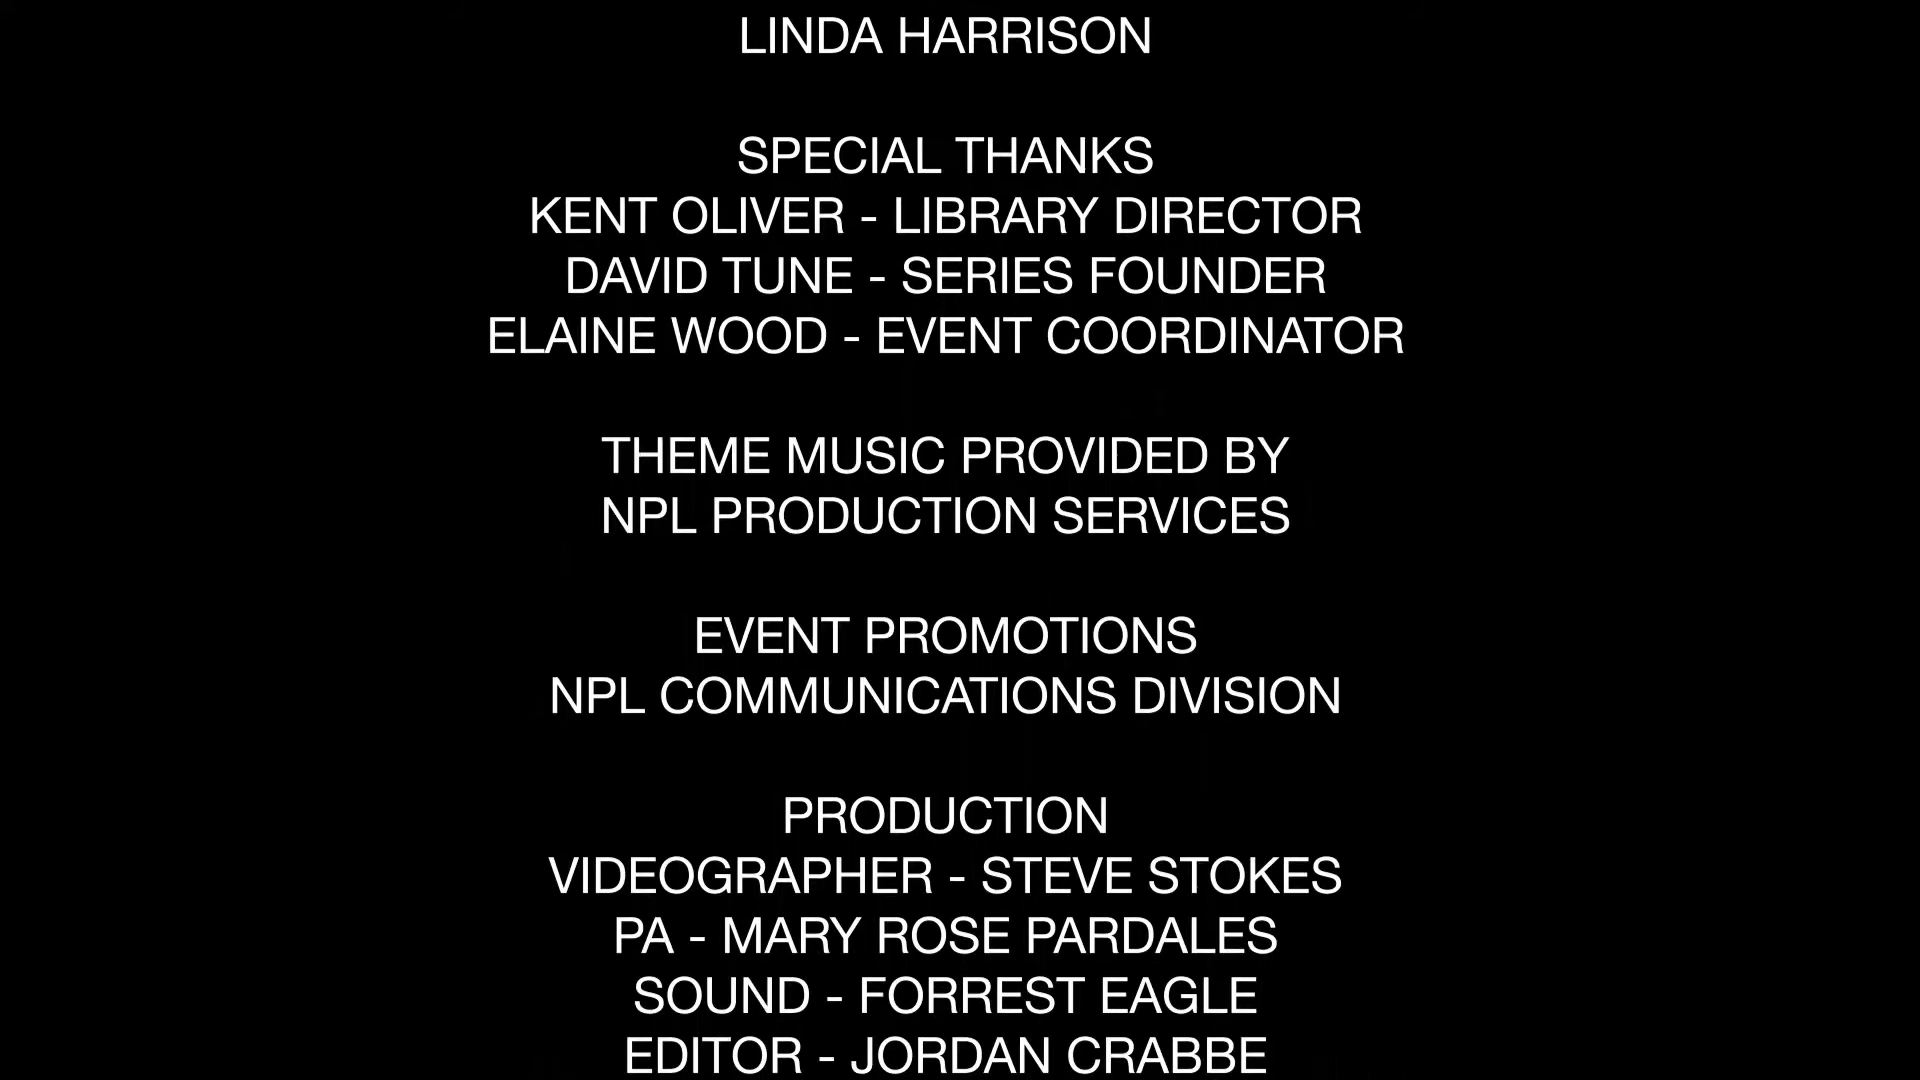 LINDA HARRISON
SPECIAL THANKS
KENT OLIVER - LIBRARY DIRECTOR
DAVID TUNE - SERIES FOUNDER
ELAINE WOOD - EVENT COORDINATOR
THEME MUSIC PROVIDED BY
NPL PRODUCTION SERVICES
EVENT PROMOTIONS
NPL COMMUNICATIONS DIVISION
PRODUCTION
VIDEOGRAPHER - STEVE STOKES
PA - MARY ROSE PARDALES
SOUND - FORREST EAGLE
EDITOR - JORDAN CRABBE